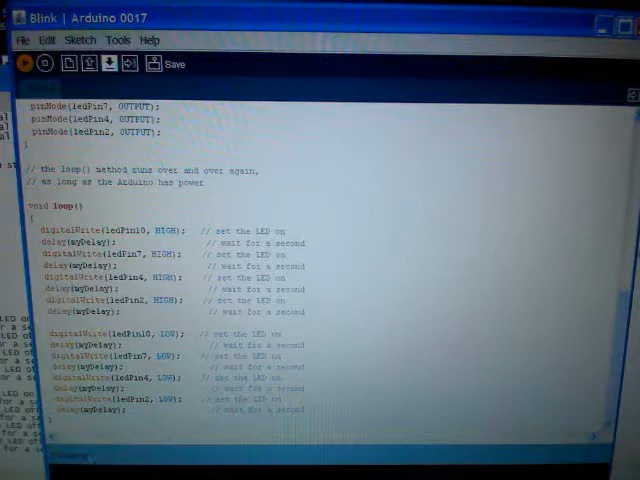 Blink | Arduino 0017
File Edit Sketch Tools Help
Save
pinMode(ledPin7, OUTPUT);
pinMode(ledPin4, OUTPUT);
pinMode(ledPin2, OUTPUT);
}
// the loop() method runs over and over again,
// as long as the Arduino has power
void loop()
{
digitalWrite(ledPin10, HIGH); // set the LED on
delay(myDelay); // wait for a second
digitalWrite(ledPin7, HIGH); // set the LED on
delay(myDelay); // wait for a second
digitalWrite(ledPin4, HIGH); // set the LED on
delay(myDelay); // wait for a second
digitalWrite(ledPin2, HIGH); // set the LED on
delay(myDelay); // wait for a second
digitalWrite(ledPin10, LOW); // set the LED on
delay(myDelay); // wait for a second
digitalWrite(ledPin7, LOW); // set the LED on
delay(myDelay); // wait for a second
digitalWrite(ledPin4, LOW); // set the LED on
delay(myDelay); // wait for a second
digitalWrite(ledPin2, LOW); // set the LED on
delay(myDelay); // wait for a second
}